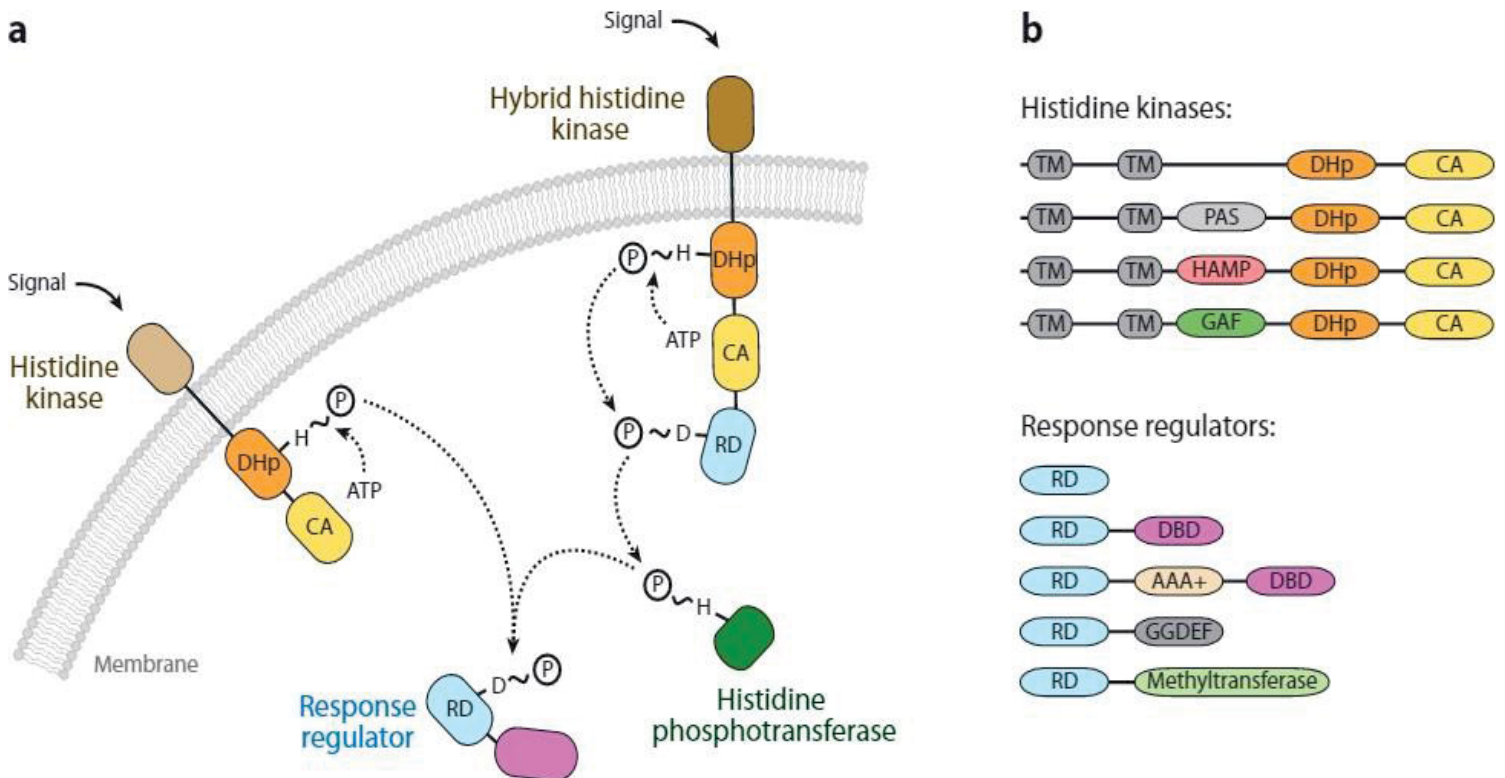 a
Signal
Hybrid histidine
kinase
P ~ H
DHp
ATP
CA
P ~ D
RD
Signal
Histidine
kinase
P
~
H
DHp
ATP
CA
P
~
H
Histidine
phosphotransferase
Membrane
D ~ P
RD
Response
regulator
b
Histidine kinases:
TM TM DHp CA
TM TM PAS DHp CA
TM TM HAMP DHp CA
TM TM GAF DHp CA
Response regulators:
RD
RD DBD
RD AAA+ DBD
RD GGDEF
RD Methyltransferase